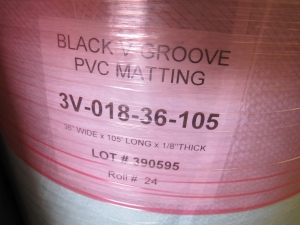 BLACK V GROOVE
PVC MATTING
3V-018-36-105
36" WIDE x 105' LONG x 1/8" THICK
LOT # 390595
Roll # 24